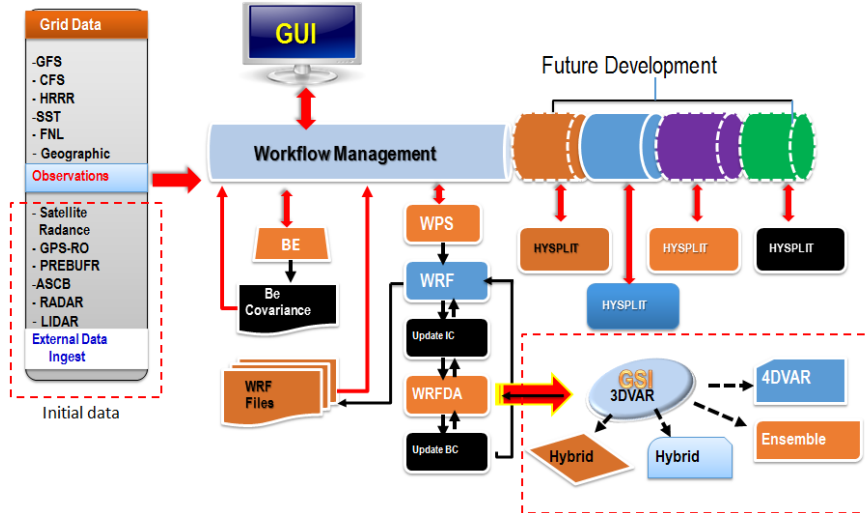 Grid Data
-GFS
- CFS
- HRRR
-SST
- FNL
- Geographic
Observations
- Satellite
Radance
- GPS-RO
- PREBUFR
-ASCB
- RADAR
- LIDAR
External Data
Ingest
Initial data
GUI
Workflow Management
Future Development
BE
Be
Covariance
WRF
Files
WPS
WRF
Update IC
WRFDA
Update BC
HYSPLIT
HYSPLIT
HYSPLIT
HYSPLIT
GSI
3DVAR
4DVAR
Ensemble
Hybrid
Hybrid